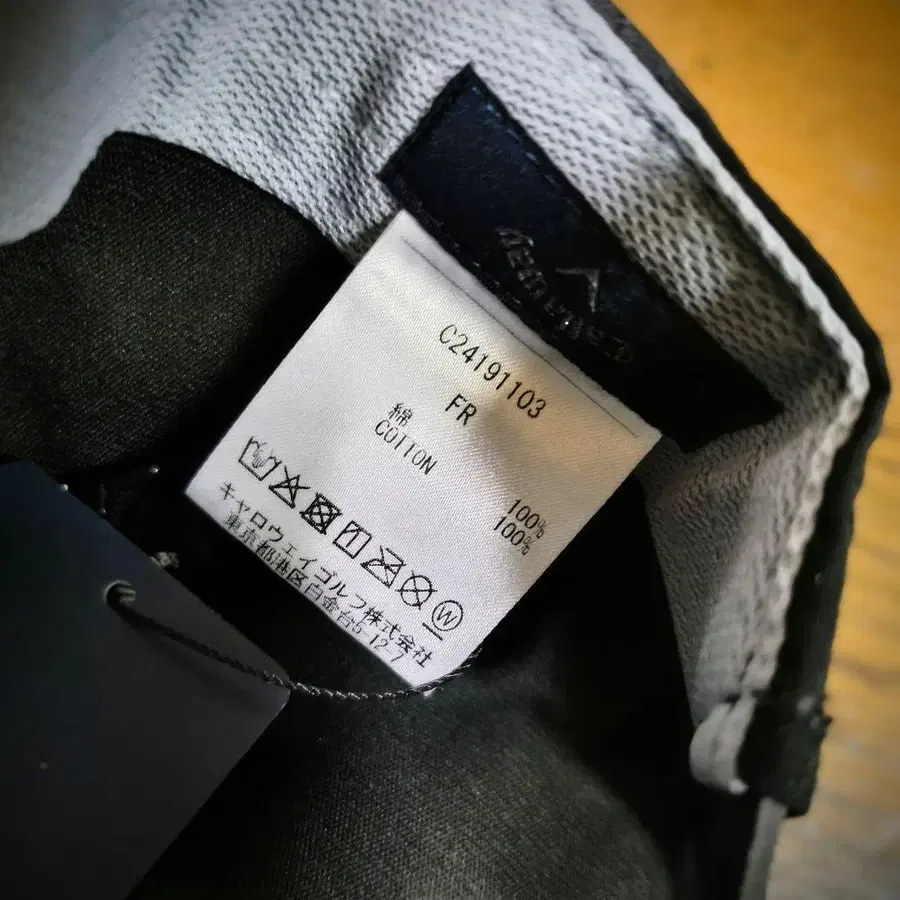 Callaway
C24191103
FR
綿 100%
COTTON 100%
W
キャロウェイゴルフ株式会社
東京都港区白金台5-12-7